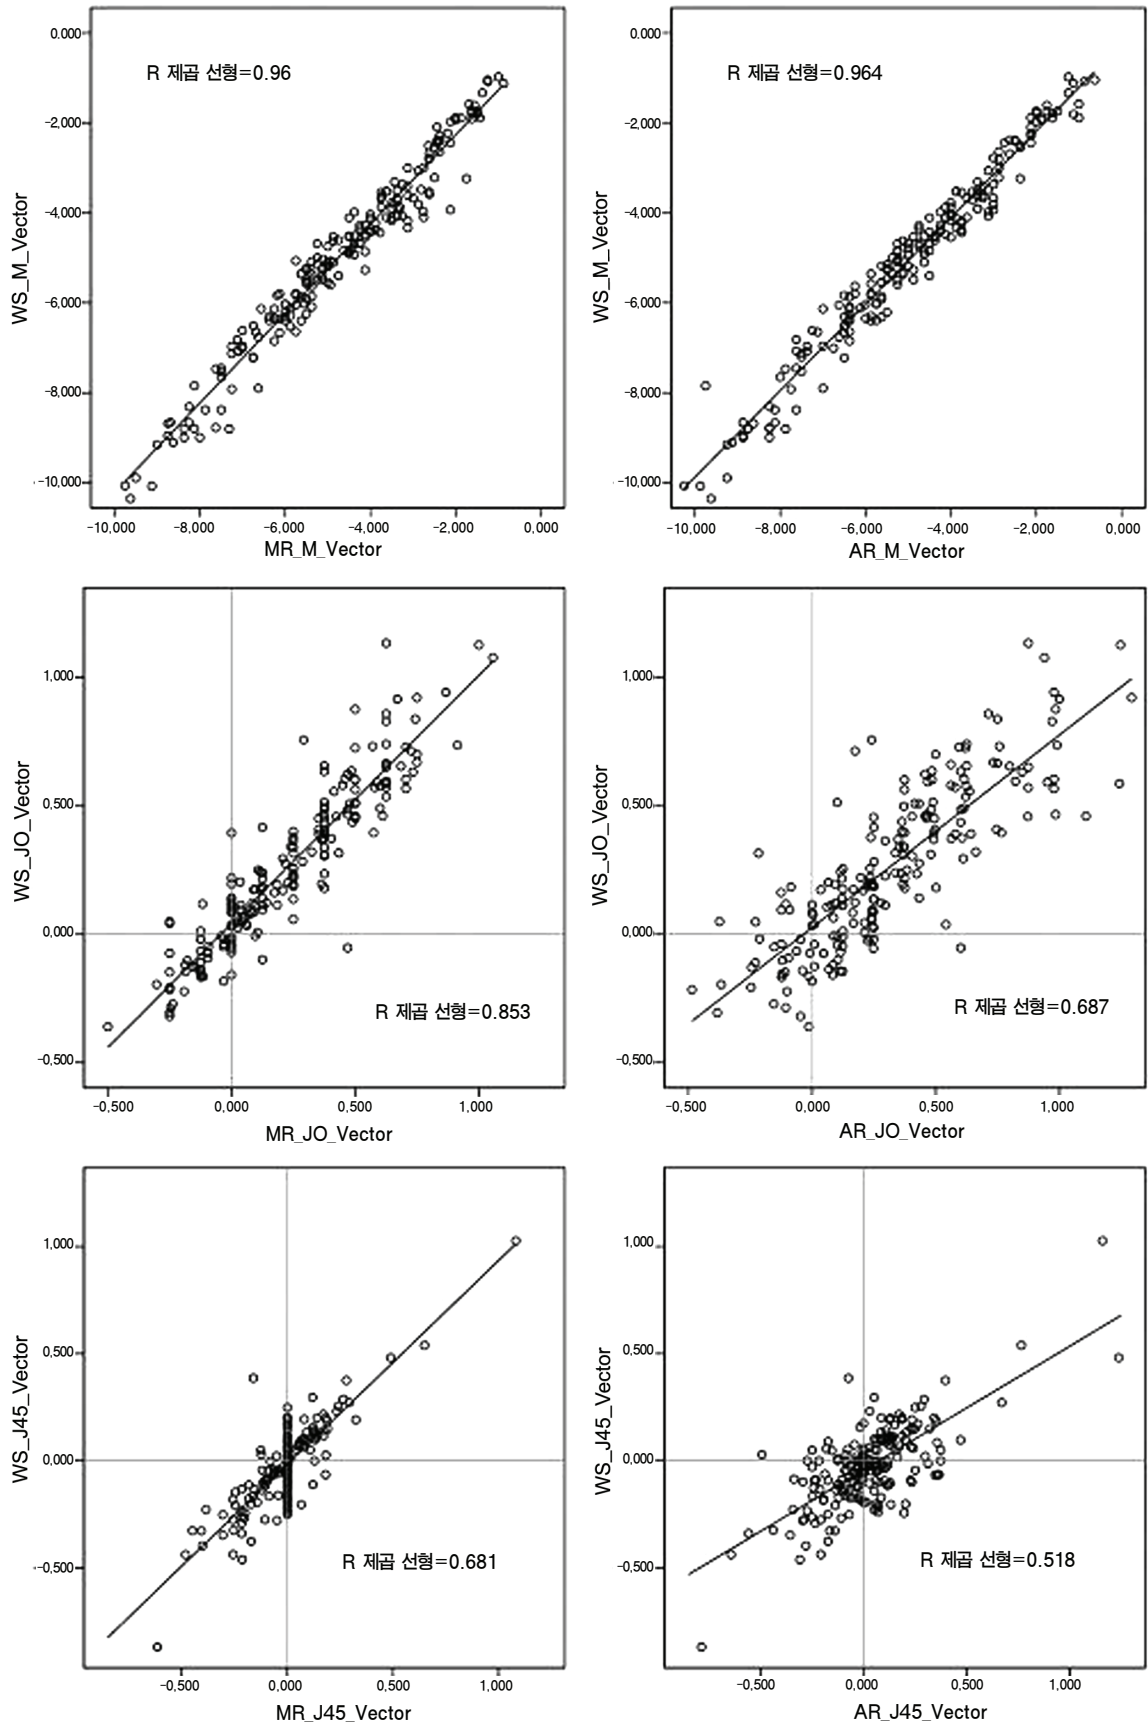 0.000
R 제곱 선형=0.96
-2,000
-4,000
-6,000
-8,000
-10,000
WS_M_Vector
-10,000 -8,000 -6,000 -4,000 -2,000 0,000
MR_M_Vector
0.000
R 제곱 선형=0.964
-2,000
-4,000
-6,000
-8,000
-10,000
WS_M_Vector
-10,000 -8,000 -6,000 -4,000 -2,000 0,000
AR_M_Vector
1,000
0,500
0,000
-0,500
WS_JO_Vector
R 제곱 선형=0.853
-0,500 0,000 0,500 1,000
MR_JO_Vector
1,000
0,500
0,000
-0,500
WS_JO_Vector
R 제곱 선형=0.687
-0,500 0,000 0,500 1,000
AR_JO_Vector
1,000
0,500
0,000
-0,500
WS_J45_Vector
R 제곱 선형=0.681
-0,500 0,000 0,500 1,000
MR_J45_Vector
1,000
0,500
0,000
-0,500
WS_J45_Vector
R 제곱 선형=0.518
-0,500 0,000 0,500 1,000
AR_J45_Vector